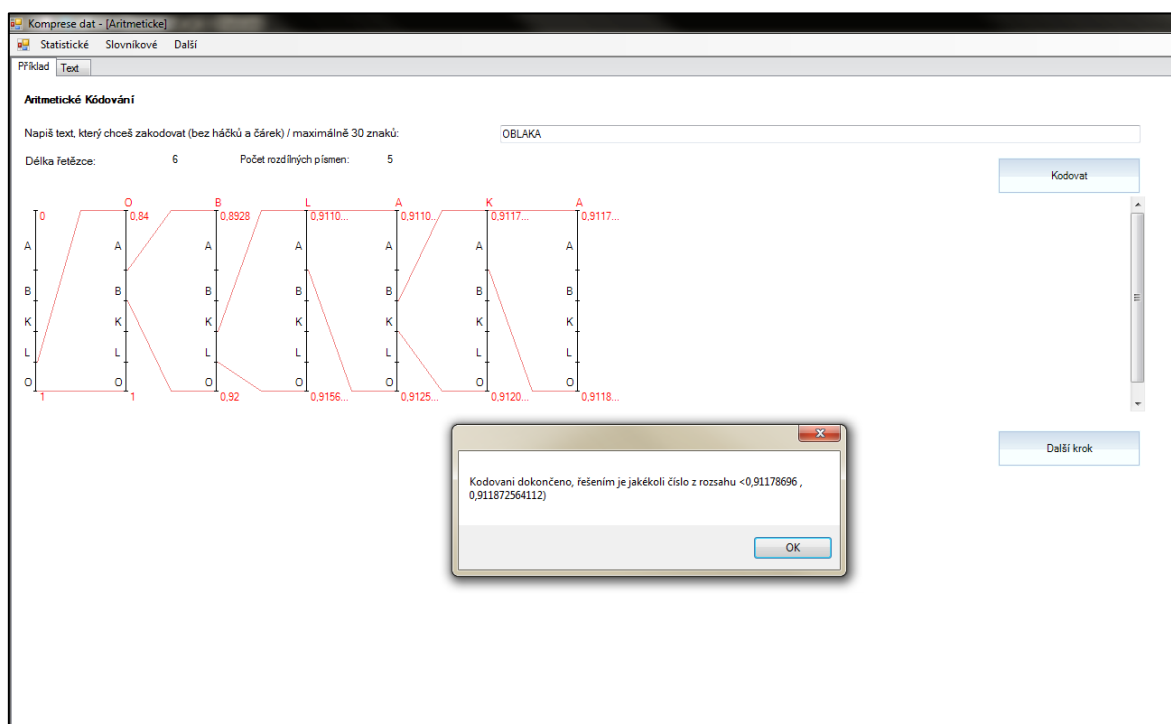 Komprese dat - [Aritmeticke]
Statistické Slovníkové Další
Příklad Text
Aritmetické Kódování
Napiš text, který chceš zakodovat (bez háčků a čárek) / maximálně 30 znaků: OBLAKA
Délka řetězce: 6 Počet rozdílných písmen: 5
Kodovat
O B L A K A
0 0,84 0,8928 0,9110... 0,9110... 0,9117... 0,9117...
A A A A A A A
B B B B B B B
K K K K K K K
L L L L L L L
O O O O O O O
1 1 0,92 0,9156... 0,9125... 0,9120... 0,9118...
Další krok
Kodovani dokončeno, řešením je jakékoli číslo z rozsahu <0,91178696 ,
0,911872564112)
OK